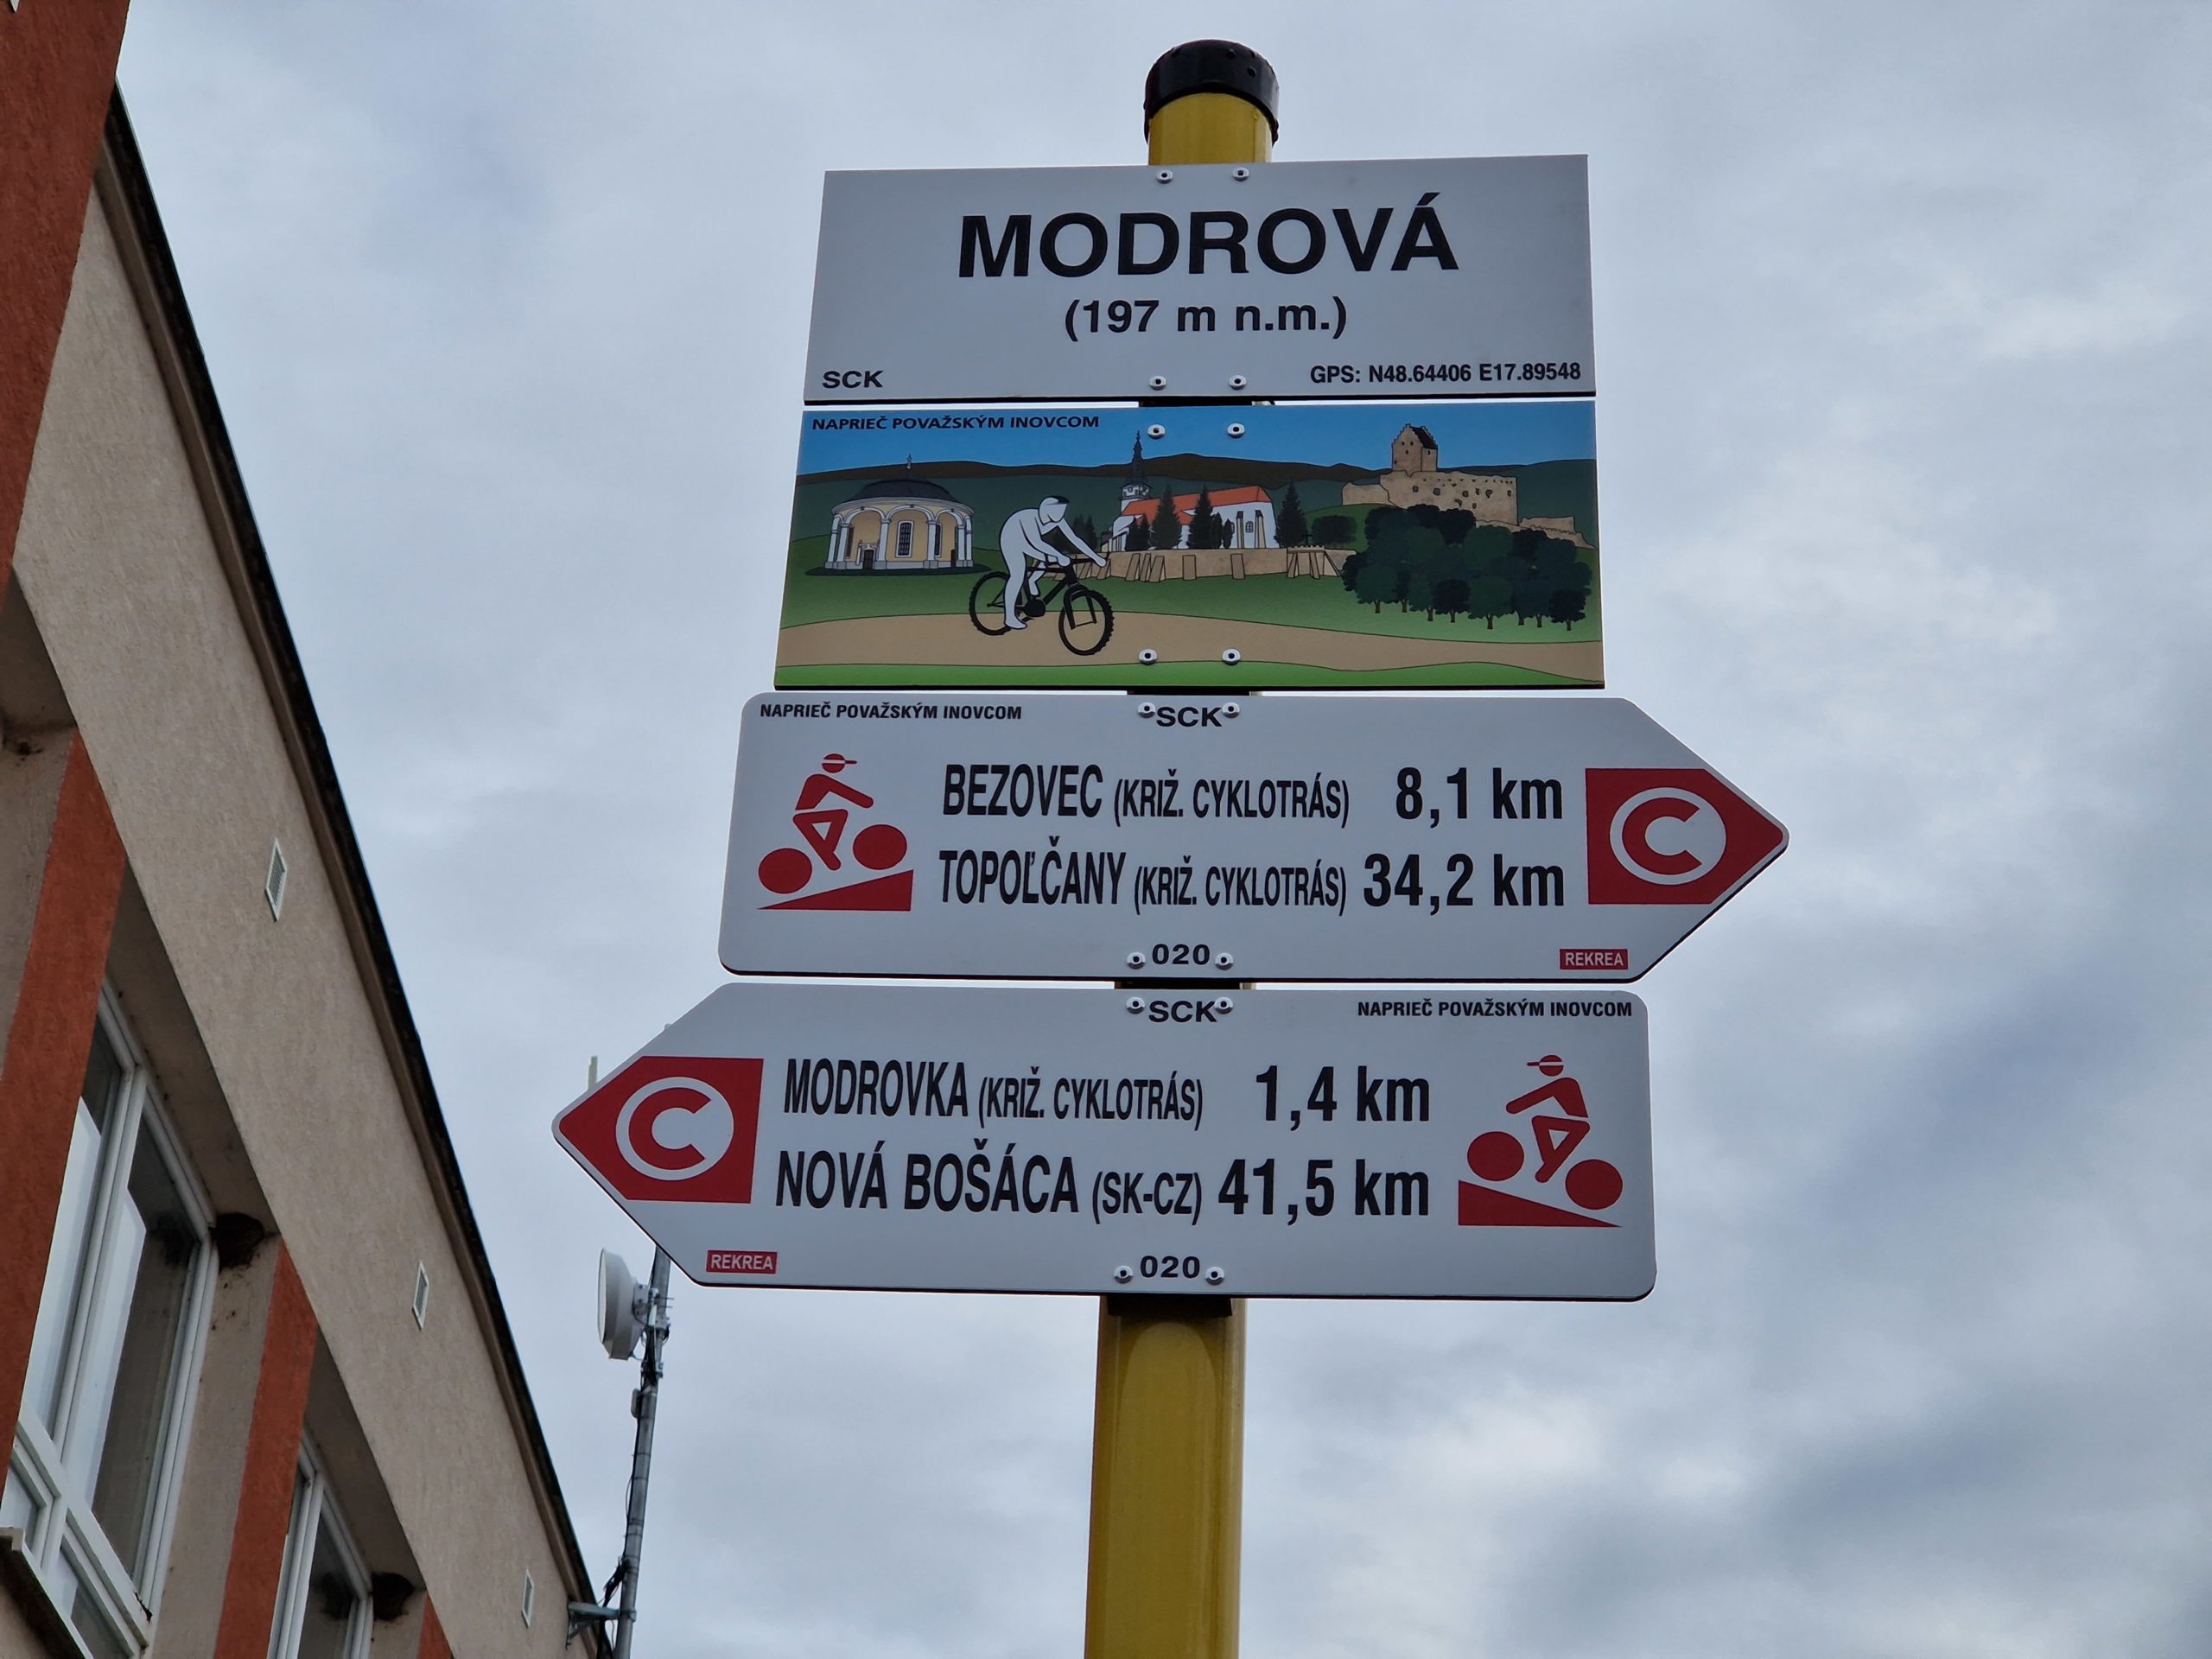 MODROVÁ
(197 m n.m.)
SCK
GPS: N48.64406 E17.89548
NAPRIEČ POVAŽSKÝM INOVCOM
NAPRIEČ POVAŽSKÝM INOVCOM
SCK
BEZOVEC (KRIŽ. CYKLOTRÁS) 8,1 km
C
TOPOĽČANY (KRIŽ. CYKLOTRÁS) 34,2 km
020
REKREA
SCK
NAPRIEČ POVAŽSKÝM INOVCOM
C
MODROVKA (KRIŽ. CYKLOTRÁS) 1,4 km
NOVÁ BOŠÁCA (SK-CZ) 41,5 km
REKREA
020